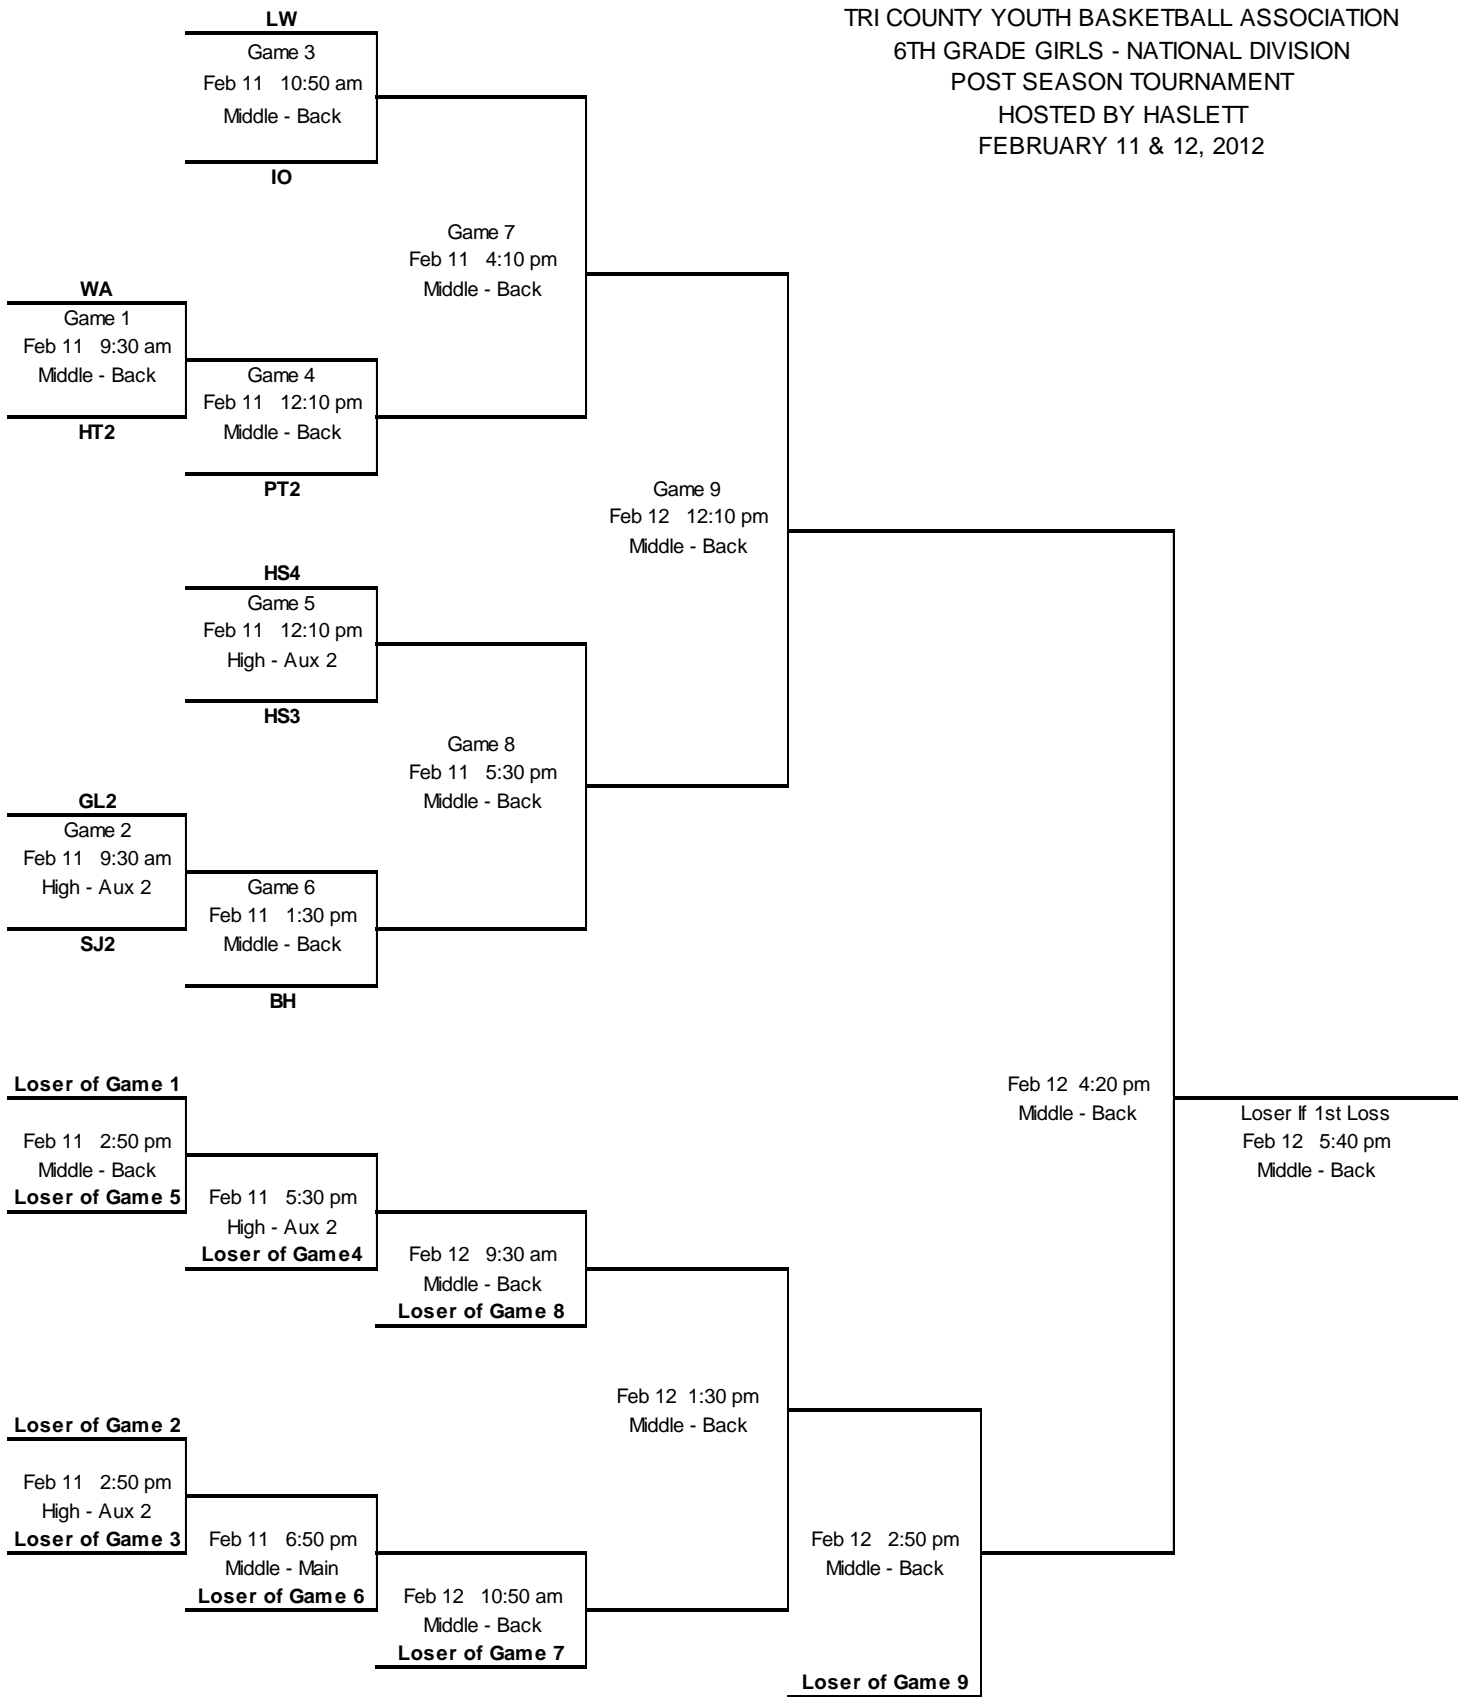 TRI COUNTY YOUTH BASKETBALL ASSOCIATION
6TH GRADE GIRLS - NATIONAL DIVISION
POST SEASON TOURNAMENT
HOSTED BY HASLETT
FEBRUARY 11 & 12, 2012
LW
Game 3
Feb 11 10:50 am
Middle - Back
IO
Game 7
Feb 11 4:10 pm
Middle - Back
WA
Game 1
Feb 11 9:30 am
Middle - Back
HT2
Game 4
Feb 11 12:10 pm
Middle - Back
PT2
Game 9
Feb 12 12:10 pm
Middle - Back
HS4
Game 5
Feb 11 12:10 pm
High - Aux 2
HS3
Game 8
Feb 11 5:30 pm
Middle - Back
GL2
Game 2
Feb 11 9:30 am
High - Aux 2
SJ2
Game 6
Feb 11 1:30 pm
Middle - Back
BH
Loser of Game 1
Feb 11 2:50 pm
Middle - Back
Loser of Game 5
Feb 11 5:30 pm
High - Aux 2
Loser of Game4
Feb 12 9:30 am
Middle - Back
Loser of Game 8
Feb 12 4:20 pm
Middle - Back
Loser If 1st Loss
Feb 12 5:40 pm
Middle - Back
Feb 12 1:30 pm
Middle - Back
Loser of Game 2
Feb 11 2:50 pm
High - Aux 2
Loser of Game 3
Feb 11 6:50 pm
Middle - Main
Loser of Game 6
Feb 12 10:50 am
Middle - Back
Loser of Game 7
Feb 12 2:50 pm
Middle - Back
Loser of Game 9